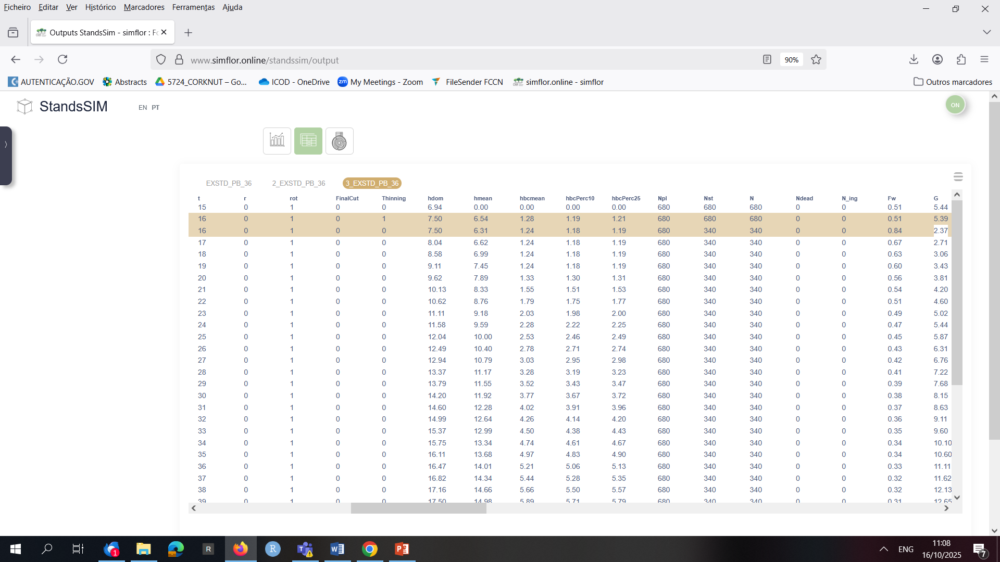 Ficheiro Editar Ver Histórico Marcadores Ferramentas Ajuda
Outputs StandsSim - simflor : Fo
www.simflor.online/standssim/output 90%
AUTENTICAÇÃO.GOV Abstracts 5724_CORKNUT – Go... ICOD - OneDrive My Meetings - Zoom FileSender FCCN simflor.online - simflor Outros marcadores
StandsSIM EN PT ON
EXSTD_PB_36 2_EXSTD_PB_36 3_EXSTD_PB_36
t r rot FinalCut Thinning hdom hmean hbcmean hbcPerc10 hbcPerc25 Npl Nst N Ndead N_ing Fw G
15 0 1 0 0 6.94 0.00 0.00 0.00 0.00 680 680 680 0 0 0.51 5.44
16 0 1 0 1 7.50 6.54 1.28 1.19 1.21 680 680 680 0 0 0.51 5.39
16 0 1 0 0 7.50 6.31 1.24 1.18 1.19 680 340 340 0 0 0.84 2.37
17 0 1 0 0 8.04 6.62 1.24 1.18 1.19 680 340 340 0 0 0.67 2.71
18 0 1 0 0 8.58 6.99 1.24 1.18 1.19 680 340 340 0 0 0.63 3.06
19 0 1 0 0 9.11 7.45 1.24 1.18 1.19 680 340 340 0 0 0.60 3.43
20 0 1 0 0 9.62 7.89 1.33 1.30 1.31 680 340 340 0 0 0.56 3.81
21 0 1 0 0 10.13 8.33 1.55 1.51 1.53 680 340 340 0 0 0.54 4.20
22 0 1 0 0 10.62 8.76 1.79 1.75 1.77 680 340 340 0 0 0.51 4.60
23 0 1 0 0 11.11 9.18 2.03 1.98 2.00 680 340 340 0 0 0.49 5.02
24 0 1 0 0 11.58 9.59 2.28 2.22 2.25 680 340 340 0 0 0.47 5.44
25 0 1 0 0 12.04 10.00 2.53 2.46 2.49 680 340 340 0 0 0.45 5.87
26 0 1 0 0 12.49 10.40 2.78 2.71 2.74 680 340 340 0 0 0.43 6.31
27 0 1 0 0 12.94 10.79 3.03 2.95 2.98 680 340 340 0 0 0.42 6.76
28 0 1 0 0 13.37 11.17 3.28 3.19 3.23 680 340 340 0 0 0.41 7.22
29 0 1 0 0 13.79 11.55 3.52 3.43 3.47 680 340 340 0 0 0.39 7.68
30 0 1 0 0 14.20 11.92 3.77 3.67 3.72 680 340 340 0 0 0.38 8.15
31 0 1 0 0 14.60 12.28 4.02 3.91 3.96 680 340 340 0 0 0.37 8.63
32 0 1 0 0 14.99 12.64 4.26 4.14 4.20 680 340 340 0 0 0.36 9.11
33 0 1 0 0 15.37 12.99 4.50 4.38 4.43 680 340 340 0 0 0.35 9.60
34 0 1 0 0 15.75 13.34 4.74 4.61 4.67 680 340 340 0 0 0.34 10.10
35 0 1 0 0 16.11 13.68 4.97 4.83 4.90 680 340 340 0 0 0.34 10.60
36 0 1 0 0 16.47 14.01 5.21 5.06 5.13 680 340 340 0 0 0.33 11.11
37 0 1 0 0 16.82 14.34 5.44 5.28 5.35 680 340 340 0 0 0.32 11.62
38 0 1 0 0 17.16 14.66 5.66 5.50 5.57 680 340 340 0 0 0.32 12.13
39 0 1 0 0 17.50 14.98 5.89 5.71 5.79 680 340 340 0 0 0.31 12.65
ENG 11:08
16/10/2025 7